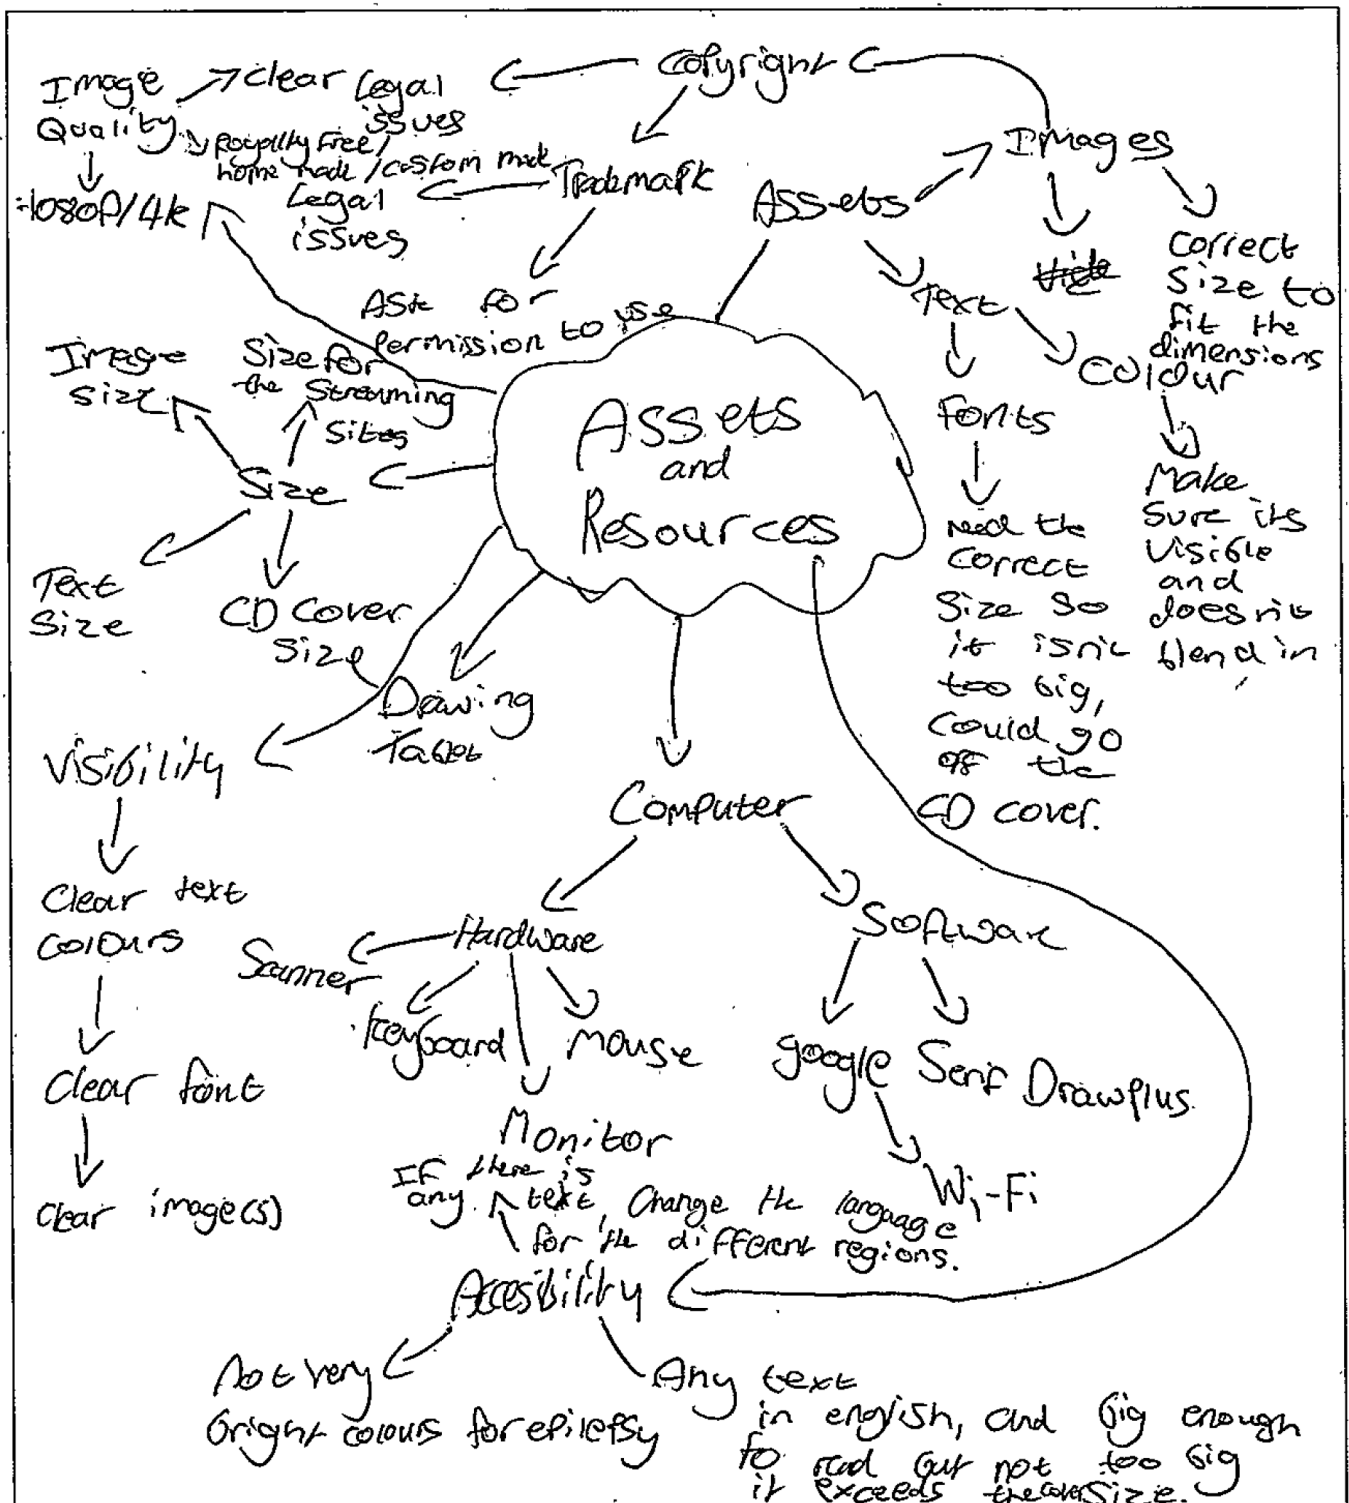 Assets
and
Resources
Assets
Images
Copyright
Legal
issues
Trademark
Legal
issues
Ask for
Permission to use
Correct
Size to
fit the
dimensions
Text
Fonts
need the
correct
Size so
it isn't
too big,
could go
off the
CD cover.
Colour
Make
Sure its
visible
and
doesn't
blend in
Image
Quality
clear
Royallty Free/
home made / custom made
1080P/4k
Size
Image
size
Size for
the Streaming
Sites
Text
Size
CD Cover
Size
Visibility
Clear text
colours
Clear font
Clear image(s)
Drawing
Tablet
Computer
Hardware
Scanner
Keyboard
Mouse
Monitor
Software
google
Wi-Fi
Serif Drawplus
Accesibility
If there is
any text, Change the language
for the different regions.
Not very
bright colours for epilepsy
Any text
in english, and big enough
to read but not too big
it exceeds the cover size.